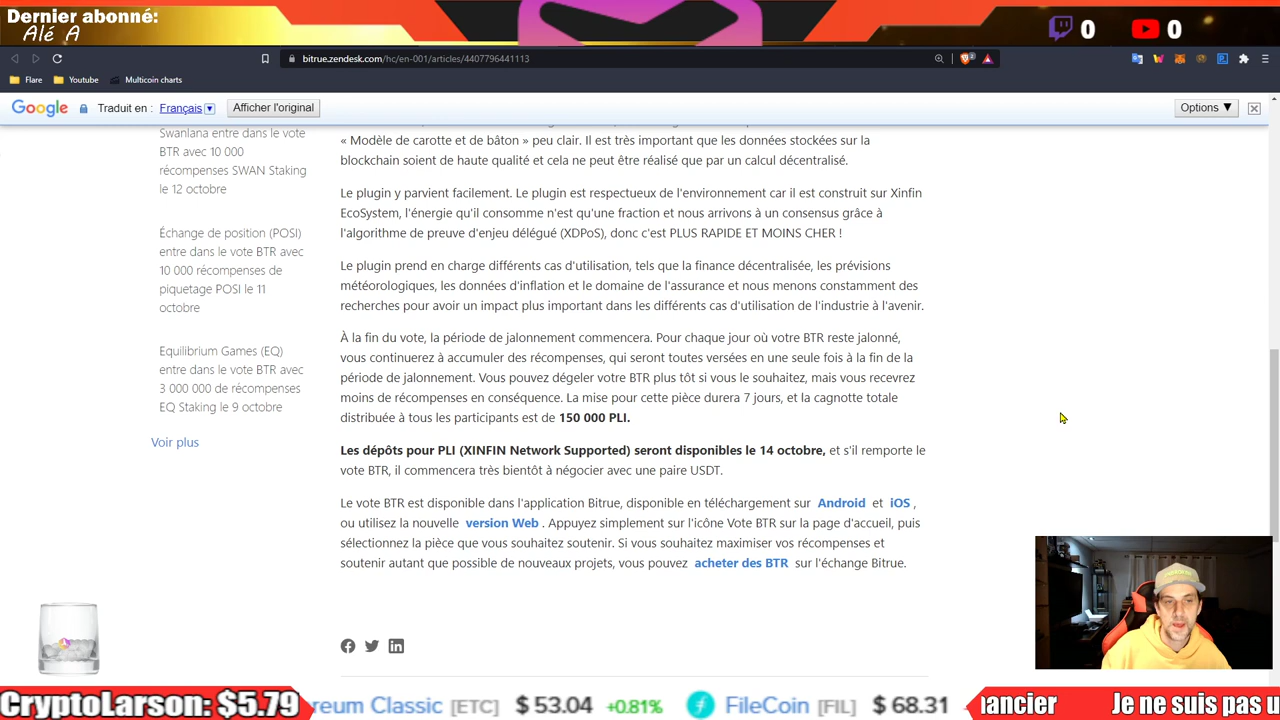 Dernier abonné:
Alé A
0
0
bitrue.zendesk.com/hc/en-001/articles/4407796441113
Flare
Youtube
Multicoin charts
Google
Traduit en :
Français
Afficher l'original
Options ▼
Swanlana entre dans le vote
BTR avec 10 000
récompenses SWAN Staking
le 12 octobre
Échange de position (POSI)
entre dans le vote BTR avec
10 000 récompenses de
piquetage POSI le 11
octobre
Equilibrium Games (EQ)
entre dans le vote BTR avec
3 000 000 de récompenses
EQ Staking le 9 octobre
Voir plus
« Modèle de carotte et de bâton » peu clair. Il est très important que les données stockées sur la
blockchain soient de haute qualité et cela ne peut être réalisé que par un calcul décentralisé.
Le plugin y parvient facilement. Le plugin est respectueux de l'environnement car il est construit sur Xinfin
EcoSystem, l'énergie qu'il consomme n'est qu'une fraction et nous arrivons à un consensus grâce à
l'algorithme de preuve d'enjeu délégué (XDPoS), donc c'est PLUS RAPIDE ET MOINS CHER !
Le plugin prend en charge différents cas d'utilisation, tels que la finance décentralisée, les prévisions
météorologiques, les données d'inflation et le domaine de l'assurance et nous menons constamment des
recherches pour avoir un impact plus important dans les différents cas d'utilisation de l'industrie à l'avenir.
À la fin du vote, la période de jalonnement commencera. Pour chaque jour où votre BTR reste jalonné,
vous continuerez à accumuler des récompenses, qui seront toutes versées en une seule fois à la fin de la
période de jalonnement. Vous pouvez dégeler votre BTR plus tôt si vous le souhaitez, mais vous recevrez
moins de récompenses en conséquence. La mise pour cette pièce durera 7 jours, et la cagnotte totale
distribuée à tous les participants est de 150 000 PLI.
Les dépôts pour PLI (XINFIN Network Supported) seront disponibles le 14 octobre, et s'il remporte le
vote BTR, il commencera très bientôt à négocier avec une paire USDT.
Le vote BTR est disponible dans l'application Bitrue, disponible en téléchargement sur Android et iOS ,
ou utilisez la nouvelle version Web . Appuyez simplement sur l'icône Vote BTR sur la page d'accueil, puis
sélectionnez la pièce que vous souhaitez soutenir. Si vous souhaitez maximiser vos récompenses et
soutenir autant que possible de nouveaux projets, vous pouvez acheter des BTR sur l'échange Bitrue.
CryptoLarson: $5.79
reum Classic [ETC] $ 53.04 +0.81% FileCoin [FIL] $ 68.31
ancier Je ne suis pas u